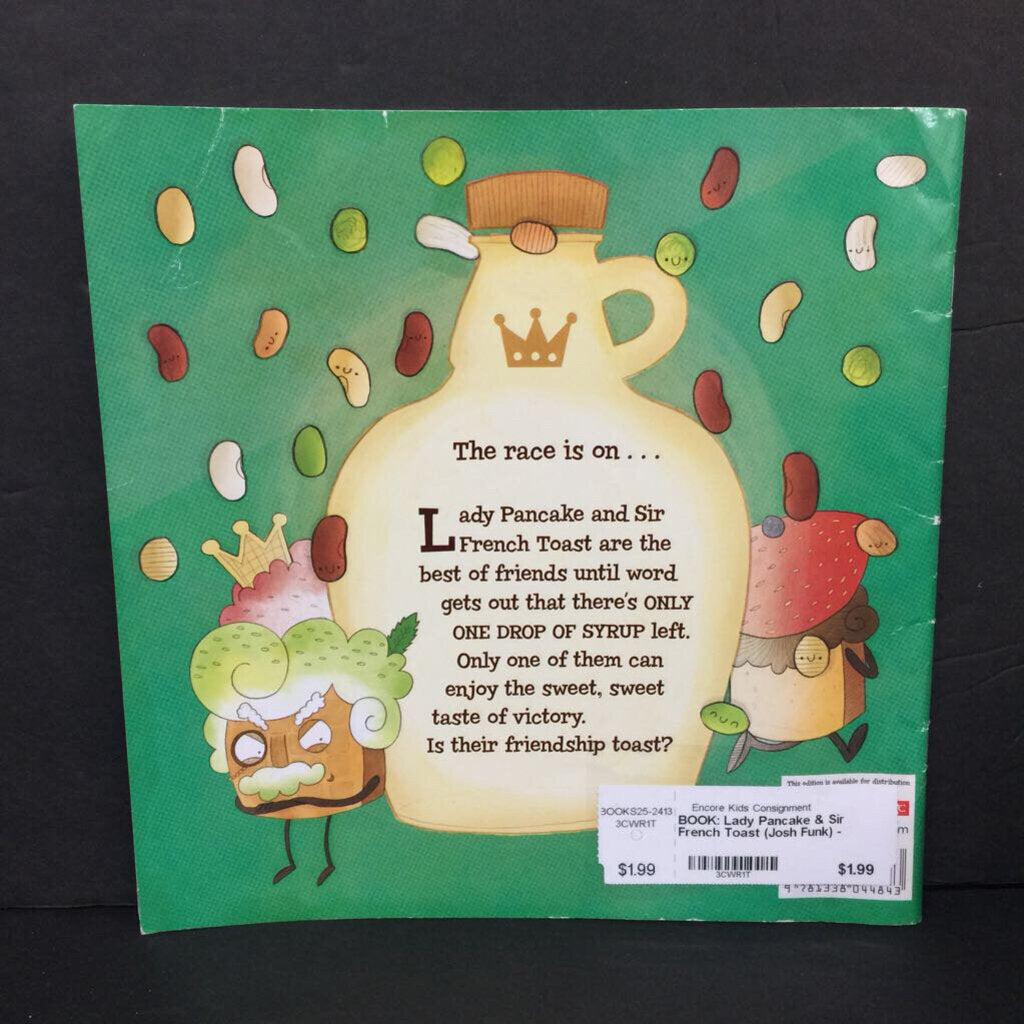 The race is on . . .
Lady Pancake and Sir
French Toast are the
best of friends until word
gets out that there's ONLY
ONE DROP OF SYRUP left.
Only one of them can
enjoy the sweet, sweet
taste of victory.
Is their friendship toast?
This edition is available for distribution
BOOKS25-2413
3CWR1T
$1.99
Encore Kids Consignment
BOOK: Lady Pancake & Sir
French Toast (Josh Funk) -
3CWR1T
$1.99
C
m
9 781338 044843